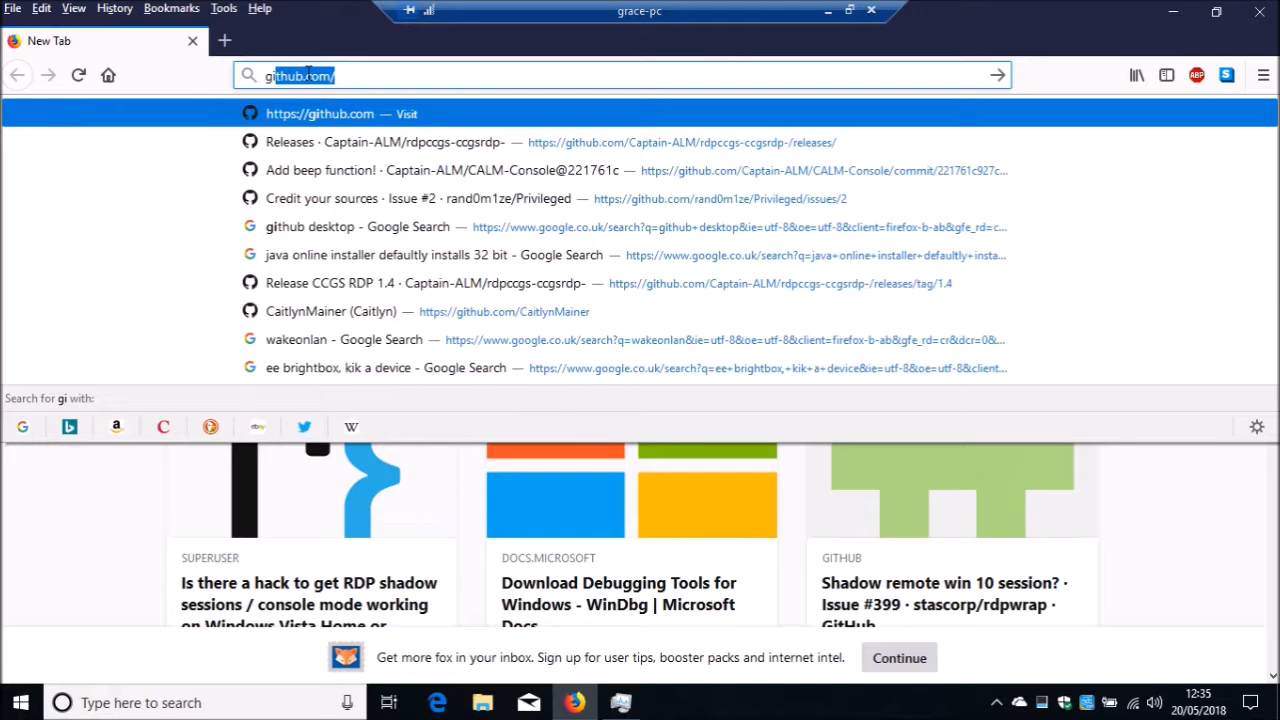 File Edit View History Bookmarks Tools Help
grace-pc
New Tab
github.com/
https://github.com — Visit
Releases · Captain-ALM/rdpccgs-ccgsrdp- — https://github.com/Captain-ALM/rdpccgs-ccgsrdp-/releases/
Add beep function! · Captain-ALM/CALM-Console@221761c — https://github.com/Captain-ALM/CALM-Console/commit/221761c927c...
Credit your sources · Issue #2 · rand0m1ze/Privileged — https://github.com/rand0m1ze/Privileged/issues/2
github desktop - Google Search — https://www.google.co.uk/search?q=github+desktop&ie=utf-8&oe=utf-8&client=firefox-b-ab&gfe_rd=c...
java online installer defaultly installs 32 bit - Google Search — https://www.google.co.uk/search?q=java+online+installer+defaultly+insta...
Release CCGS RDP 1.4 · Captain-ALM/rdpccgs-ccgsrdp- — https://github.com/Captain-ALM/rdpccgs-ccgsrdp-/releases/tag/1.4
CaitlynMainer (Caitlyn) — https://github.com/CaitlynMainer
wakeonlan - Google Search — https://www.google.co.uk/search?q=wakeonlan&ie=utf-8&oe=utf-8&client=firefox-b-ab&gfe_rd=cr&dcr=0&...
ee brightbox, kik a device - Google Search — https://www.google.co.uk/search?q=ee+brightbox,+kik+a+device&ie=utf-8&oe=utf-8&client...
Search for gi with:
SUPERUSER
Is there a hack to get RDP shadow
sessions / console mode working
on Windows Vista Home or
DOCS.MICROSOFT
Download Debugging Tools for
Windows - WinDbg | Microsoft
Docs
GITHUB
Shadow remote win 10 session? ·
Issue #399 · stascorp/rdpwrap ·
GitHub
Get more fox in your inbox. Sign up for user tips, booster packs and internet intel. Continue
Type here to search
12:35
20/05/2018